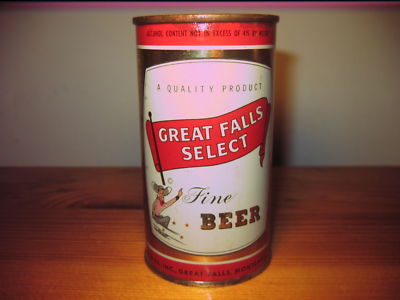 ALCOHOL CONTENT NOT IN EXCESS OF 4% BY WEIGHT
A QUALITY PRODUCT
GREAT FALLS
SELECT
Fine
BEER
INC., GREAT FALLS, MONTANA